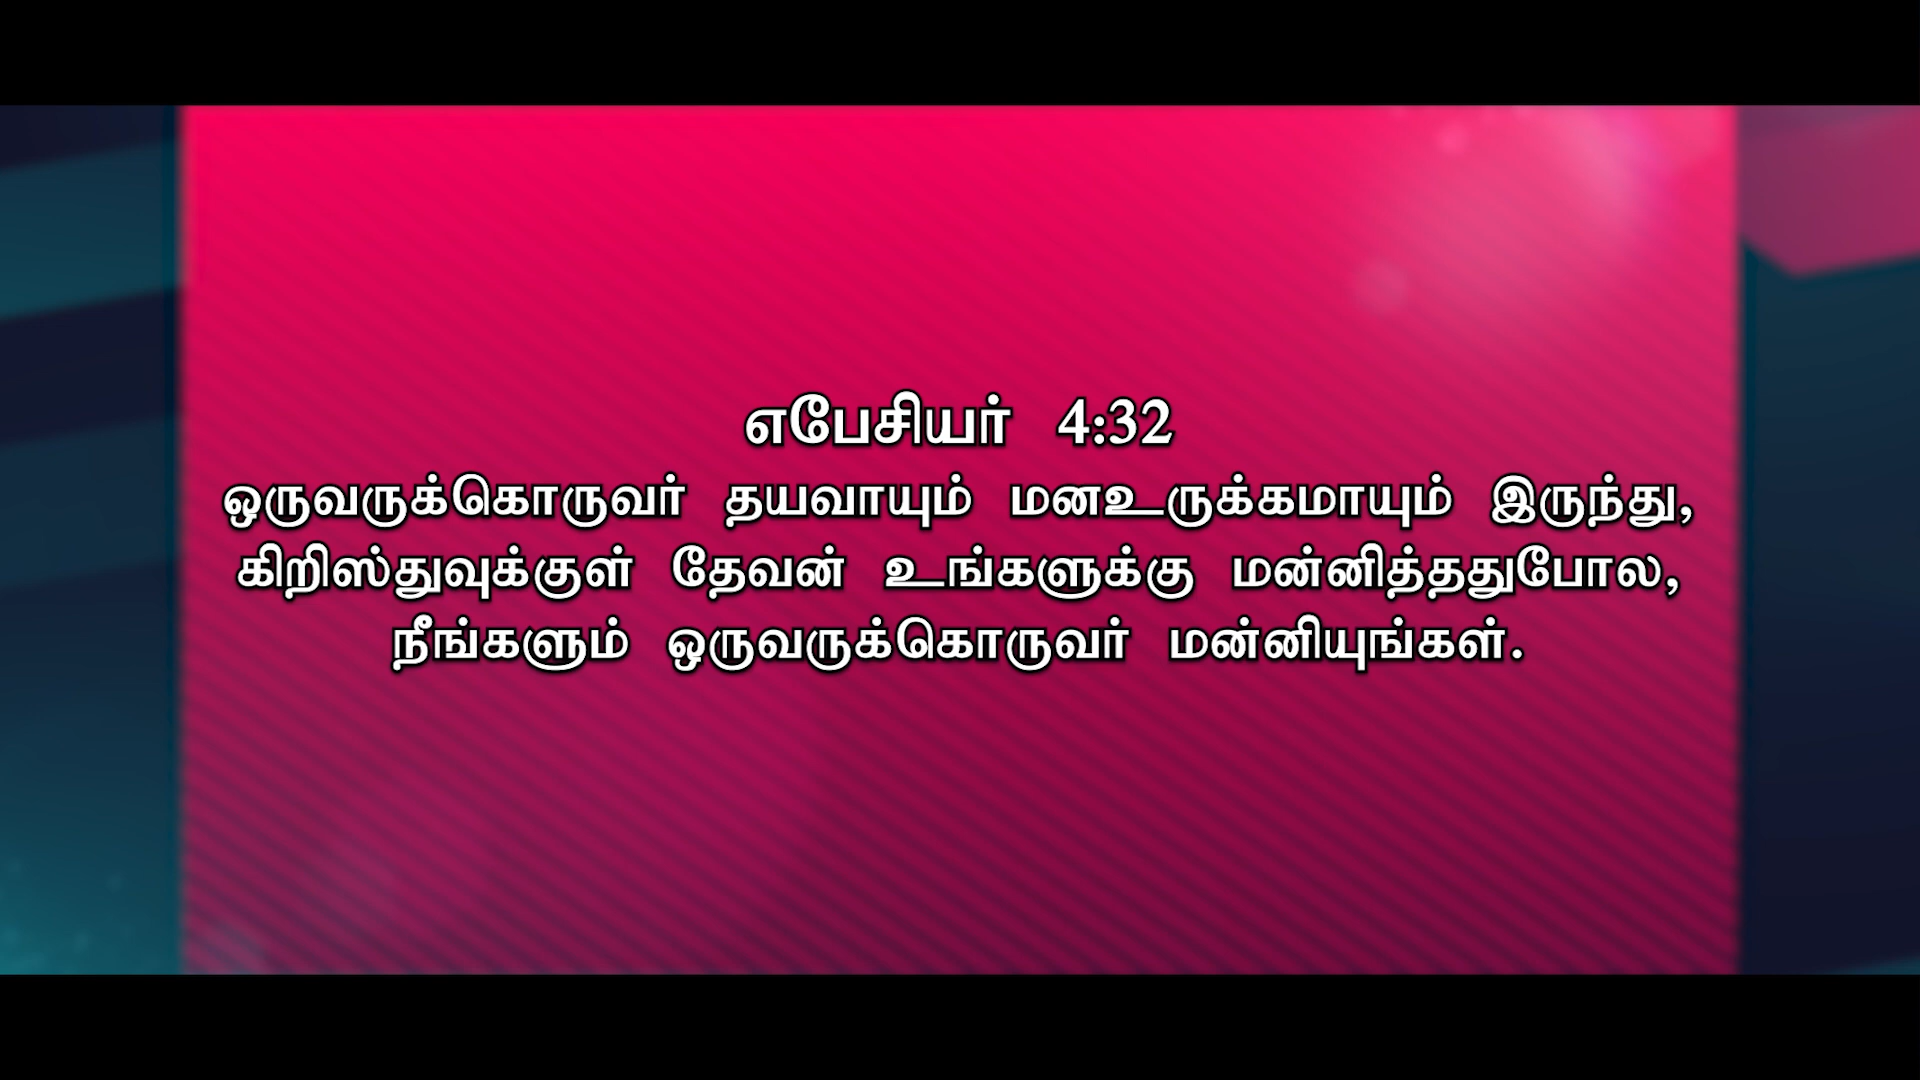 எபேசியர் 4:32
ஒருவருக்கொருவர் தயவாயும் மனஉருக்கமாயும் இருந்து,
கிறிஸ்துவுக்குள் தேவன் உங்களுக்கு மன்னித்ததுபோல,
நீங்களும் ஒருவருக்கொருவர் மன்னியுங்கள்.